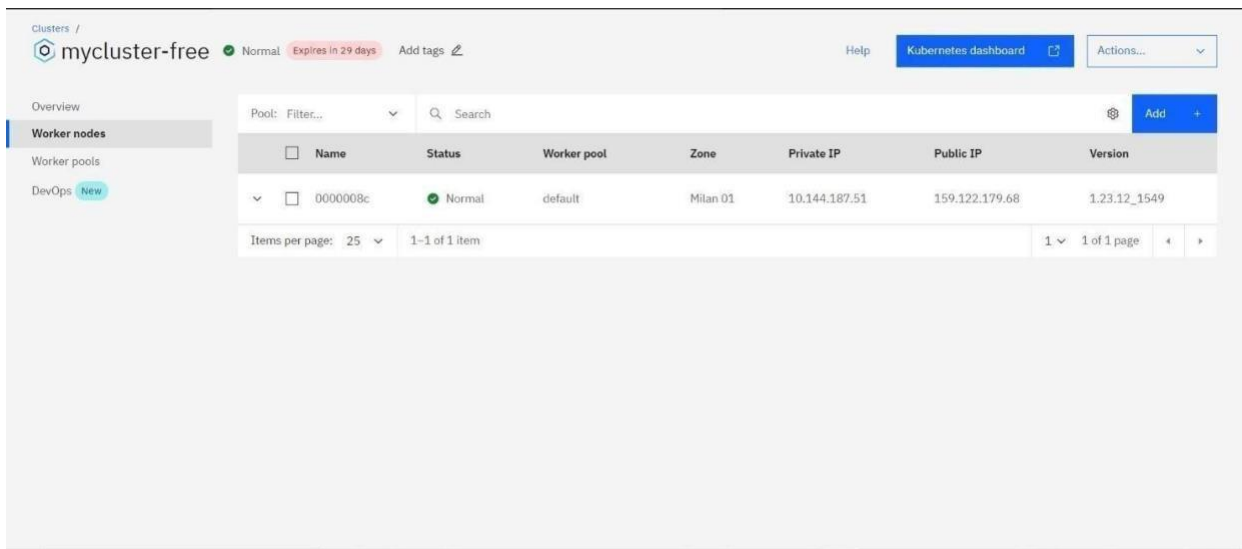 Clusters /
mycluster-free Normal Expires in 29 days Add tags Help Kubernetes dashboard Actions...
Overview
Worker nodes
Worker pools
DevOps New
Pool: Filter... Search Add +
Name Status Worker pool Zone Private IP Public IP Version
0000008c Normal default Milan 01 10.144.187.51 159.122.179.68 1.23.12_1549
Items per page: 25 1–1 of 1 item 1 1 of 1 page